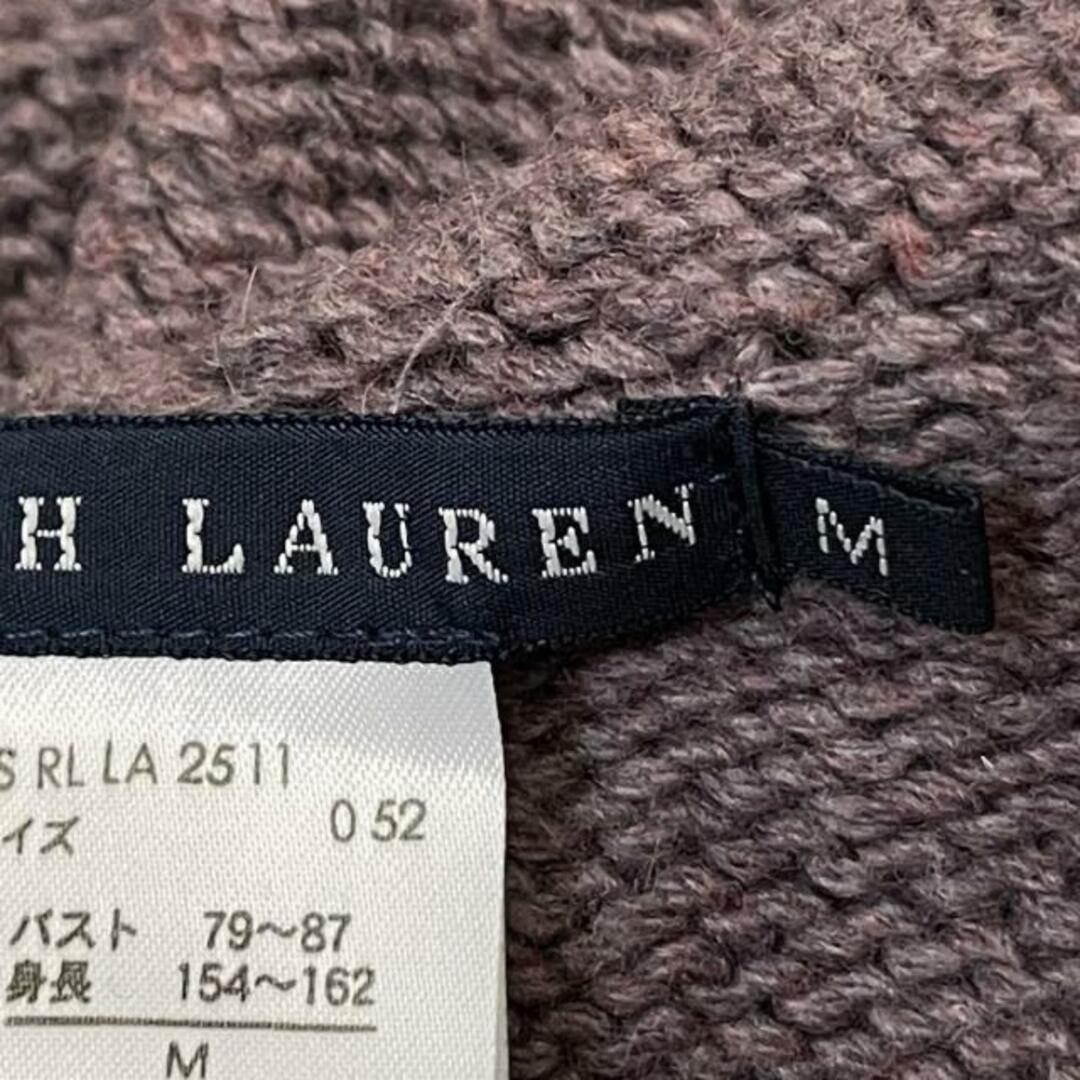 H LAUREN M
S RL LA 2511
イズ 0 52
バスト 79~87
身長 154~162
M